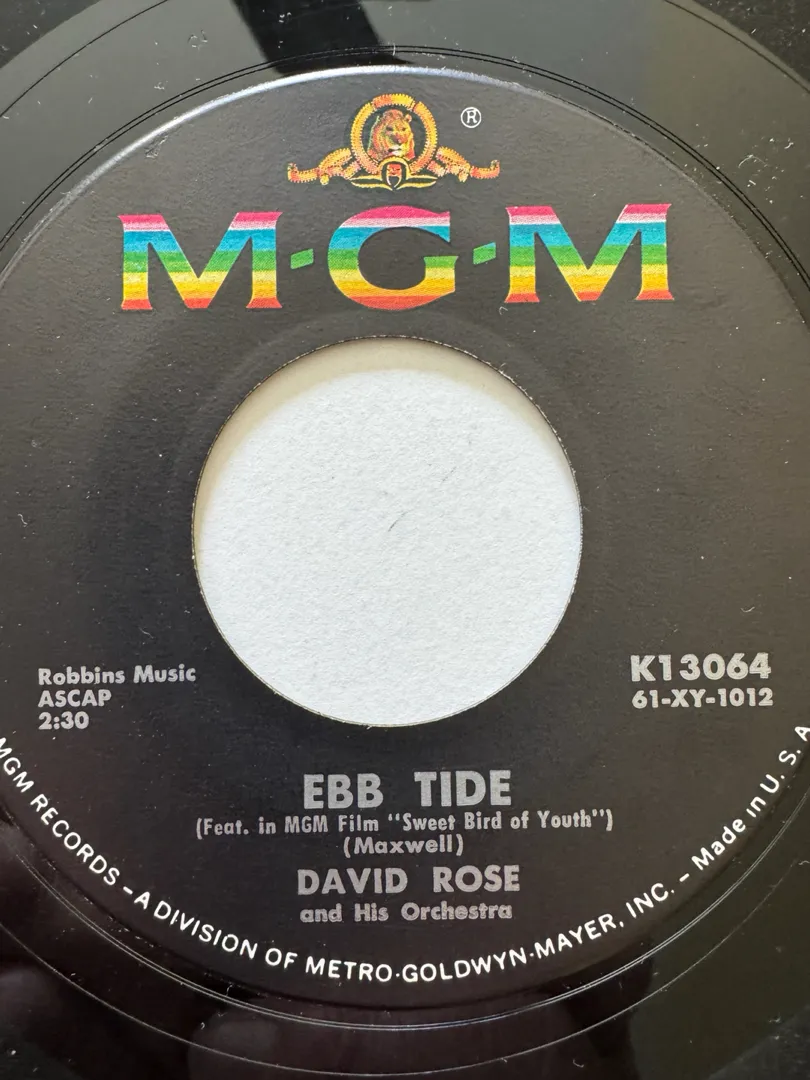 ®
M·G·M
Robbins Music
ASCAP
2:30
K13064
61-XY-1012
EBB TIDE
(Feat. in MGM Film "Sweet Bird of Youth")
(Maxwell)
DAVID ROSE
and His Orchestra
MGM RECORDS – A DIVISION OF METRO-GOLDWYN-MAYER, INC. – Made in U. S. A